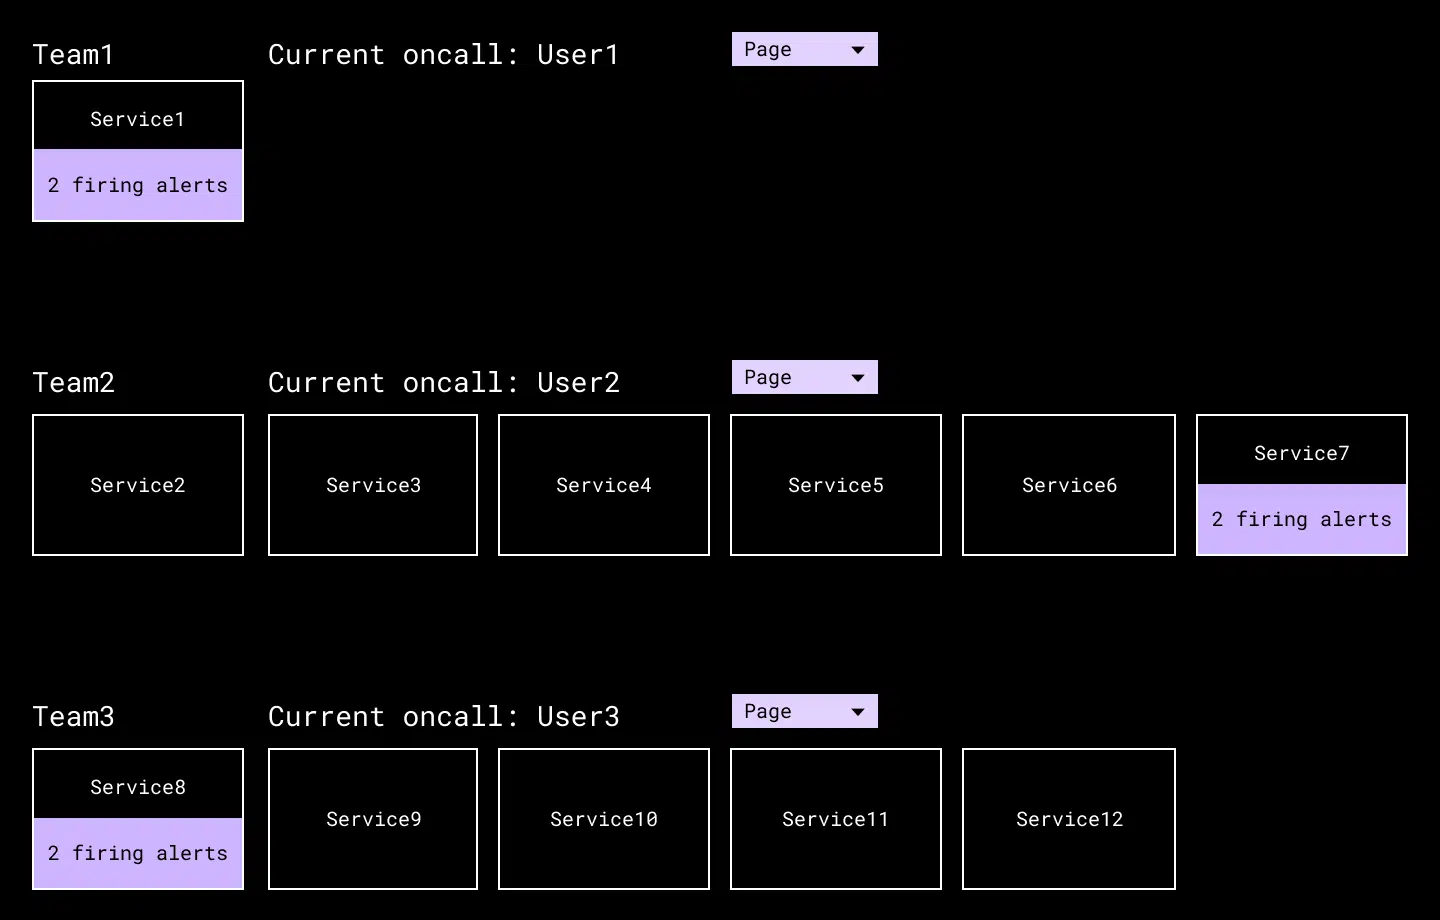 Team1
Current oncall: User1
Page
Service1
2 firing alerts
Team2
Current oncall: User2
Page
Service2
Service3
Service4
Service5
Service6
Service7
2 firing alerts
Team3
Current oncall: User3
Page
Service8
2 firing alerts
Service9
Service10
Service11
Service12